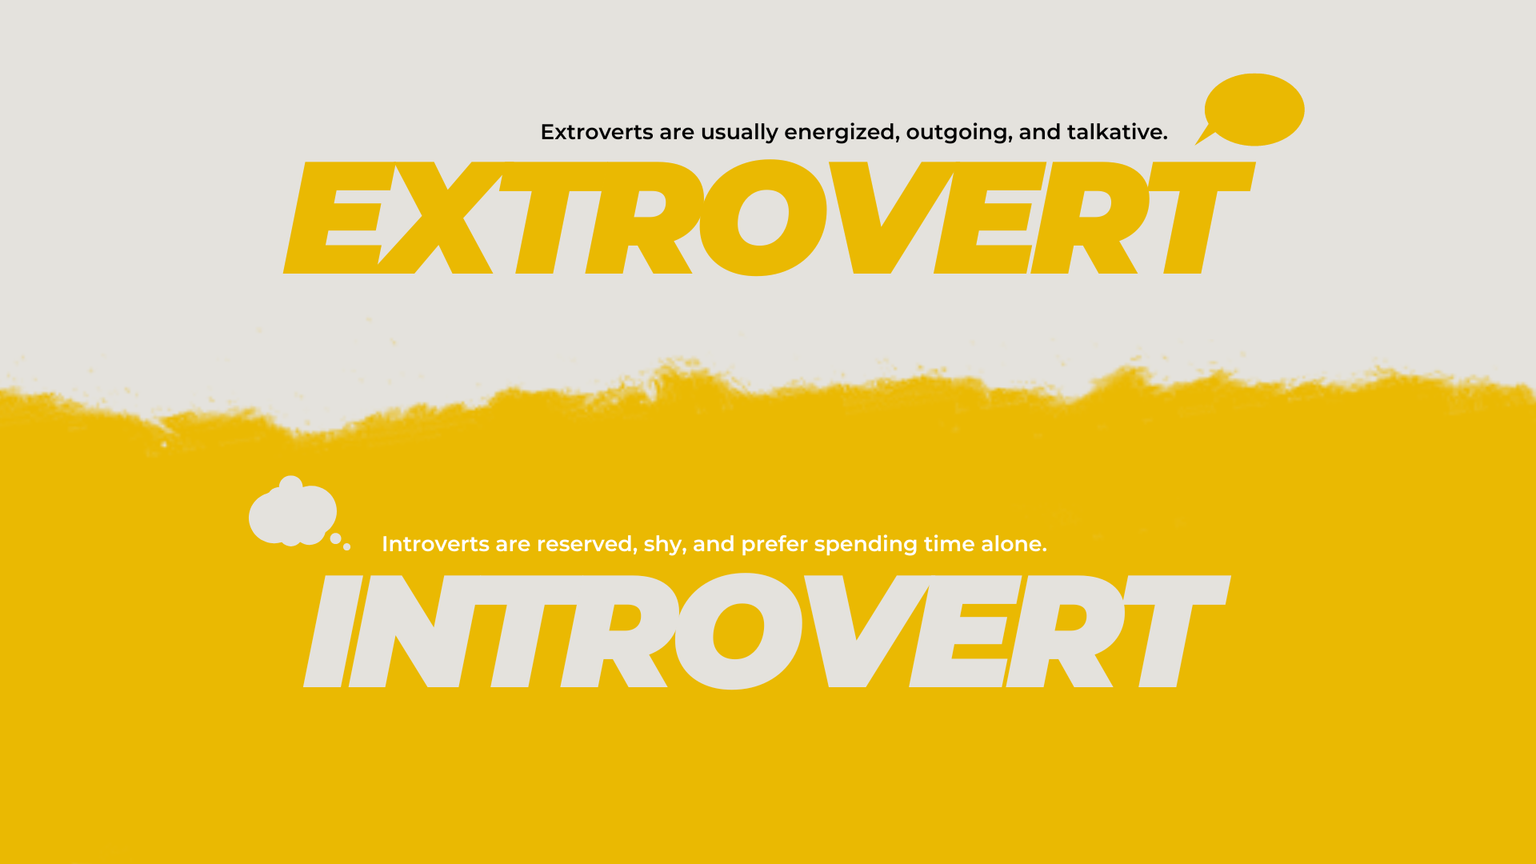 Extroverts are usually energized, outgoing, and talkative.
EXTROVERT
Introverts are reserved, shy, and prefer spending time alone.
INTROVERT